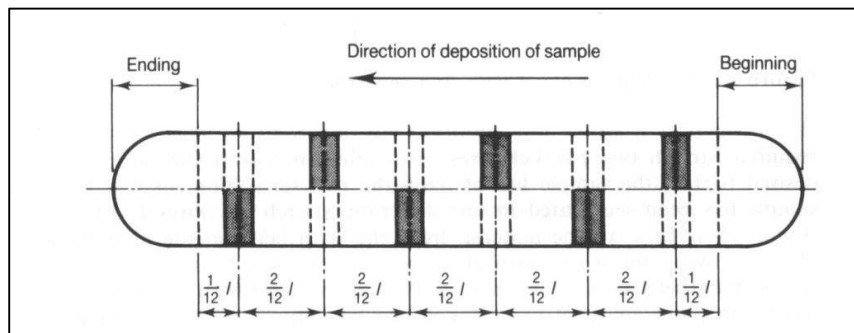 Direction of deposition of sample
Ending
Beginning
1/12 l 2/12 l 2/12 l 2/12 l 2/12 l 2/12 l 1/12 l